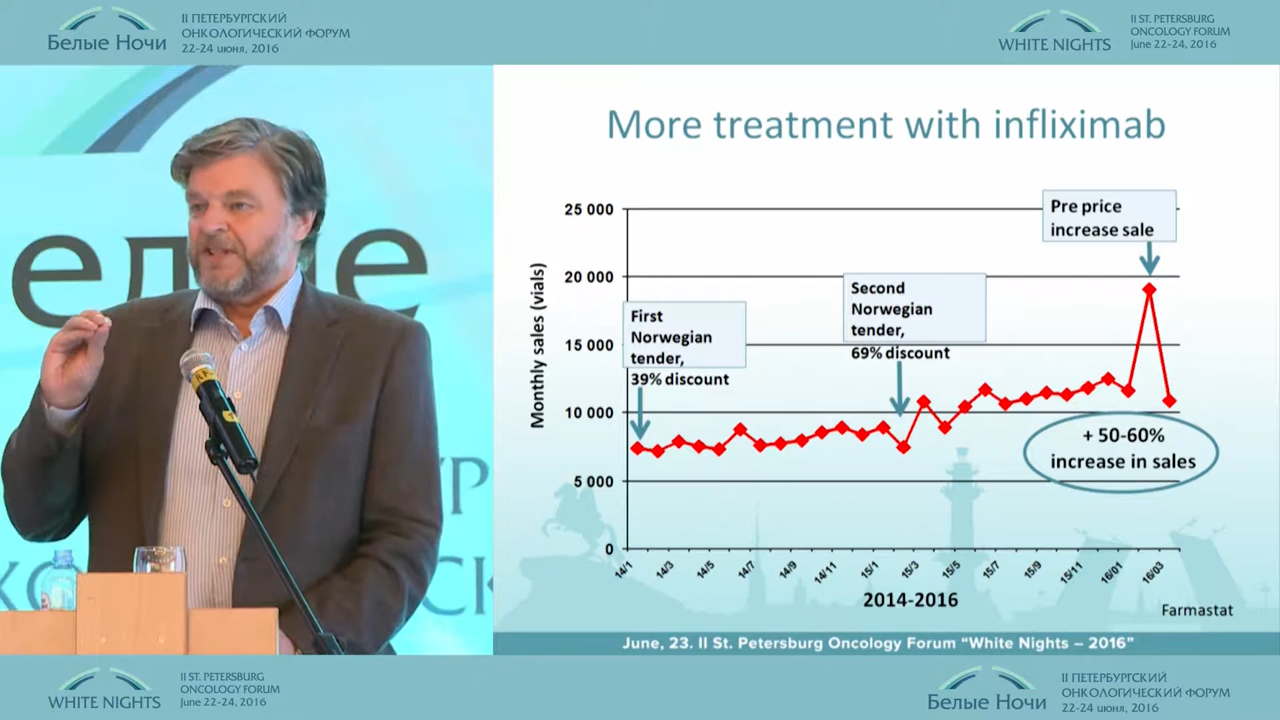 II ПЕТЕРБУРГСКИЙ
ОНКОЛОГИЧЕСКИЙ ФОРУМ
Белые Ночи
22-24 июня, 2016
II ST. PETERSBURG
ONCOLOGY FORUM
WHITE NIGHTS
June 22-24, 2016
More treatment with infliximab
Monthly sales (vials)
25 000
20 000
15 000
10 000
5 000
0
First
Norwegian
tender,
39% discount
Second
Norwegian
tender,
69% discount
Pre price
increase sale
+ 50-60%
increase in sales
14/1
14/3
14/5
14/7
14/9
14/11
15/1
15/3
15/5
15/7
15/9
15/11
16/01
16/03
2014-2016
Farmastat
June, 23. II St. Petersburg Oncology Forum “White Nights – 2016”
II ST. PETERSBURG
ONCOLOGY FORUM
WHITE NIGHTS
June 22-24, 2016
II ПЕТЕРБУРГСКИЙ
ОНКОЛОГИЧЕСКИЙ ФОРУМ
Белые Ночи
22-24 июня, 2016